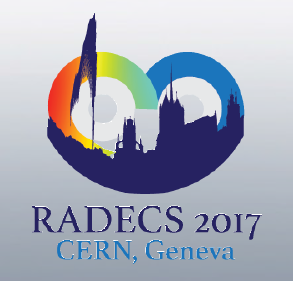 RADECS 2017
CERN, Geneva